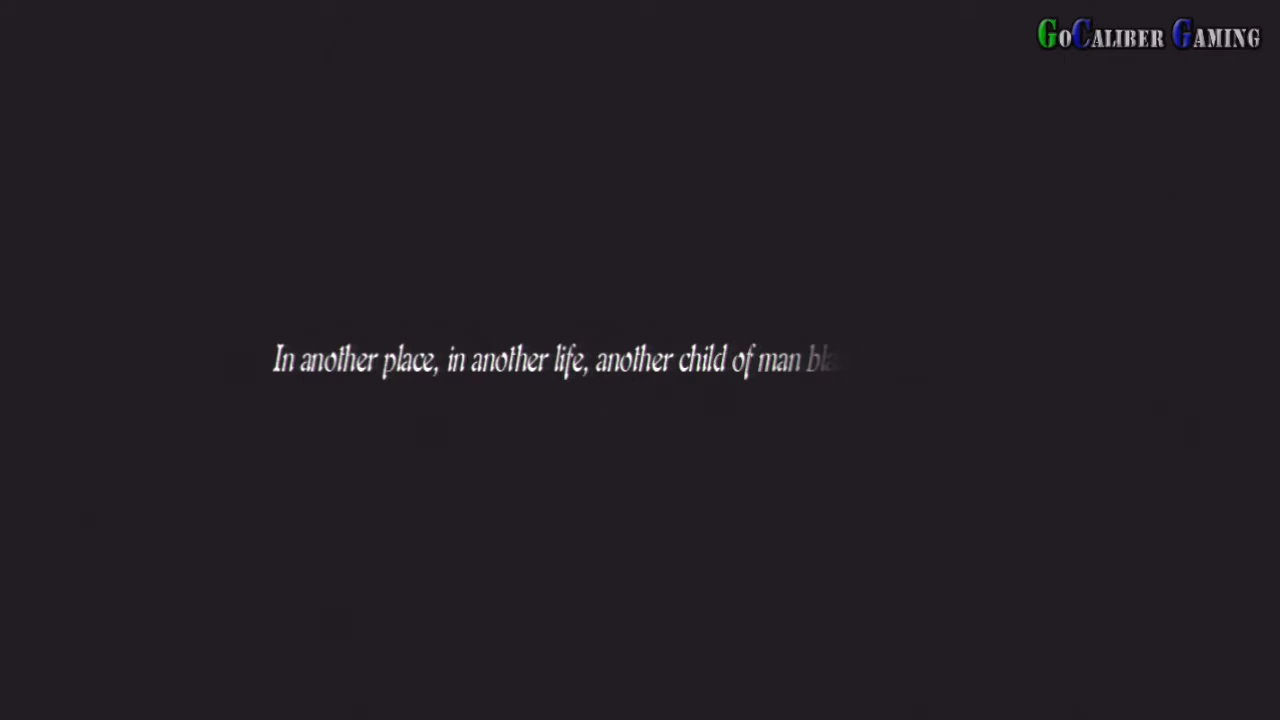 GoCaliber Gaming
In another place, in another life, another child of man